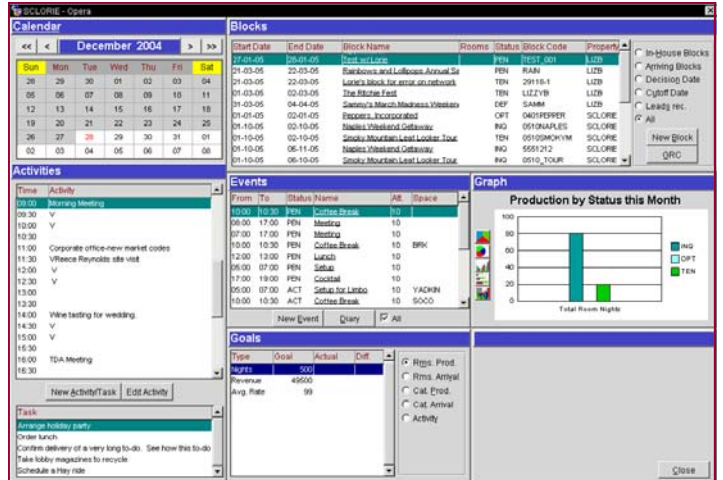 SCLORIE - Opera
Calendar
<< < December 2004 > >>
Sun Mon Tue Wed Thu Fri Sat
28 29 30 01 02 03 04
05 06 07 08 09 10 11
12 13 14 15 16 17 18
19 20 21 22 23 24 25
26 27 28 29 30 31 01
02 03 04 05 06 07 08
Blocks
Start Date End Date Block Name Rooms Status Block Code Property
27-01-05 28-01-05 Test w/ Lorie PEN TEST_001 LIZB
21-03-05 22-03-05 Rainbows and Lollipops Annual Se PEN RAIN LIZB
21-03-05 22-03-05 Lorie's block for error on network TEN 29118-1 LIZB
31-03-05 02-03-05 The Ritchie Fest TEN LIZZYB LIZB
31-03-05 04-04-05 Sammy's March Madness Weekend DEF SAMM LIZB
01-10-05 02-01-05 Peppers, Incorporated OPT 0401PEPPER SCLORIE
01-10-05 02-10-05 Naples Weekend Getaway INQ 0510NAPLES SCLORIE
01-10-05 02-10-05 Smoky Mountain Leaf Looker Tour TEN 0510SMOKYM SCLORIE
01-10-05 06-11-05 Naples Weekend Getaway INQ 5551212 SCLORIE
01-10-05 06-10-05 Smoky Mountain Leaf Looker Tour INQ 0510_TOUR SCLORIE
In-House Blocks
Arriving Blocks
Decision Date
Cutoff Date
Leads rec.
All
New Block
ORC
Activities
Time Activity
09:00 Morning Meeting
09:30 V
10:00 V
10:30
11:00 Corporate office-new market codes
11:30 VReece Reynolds site visit
12:00 V
12:30 V
13:00
13:30
14:00 Wine tasting for wedding.
14:30 V
15:00 V
15:30
16:00 TDA Meeting
16:30
New Activity/Task Edit Activity
Task
Arrange holiday party
Order lunch
Confirm delivery of a very long to-do. See how this to-do
Take lobby magazines to recycle
Schedule a Hay ride
Events
From To Status Name Att. Space
10:00 10:30 PEN Coffee Break 10
08:00 17:00 PEN Meeting 10
07:00 17:00 PEN Meeting 10
10:00 10:30 PEN Coffee Break 10 BRK
12:00 13:00 PEN Lunch 10
05:00 07:00 PEN Setup 10
17:00 19:00 PEN Cocktail 10
05:00 07:00 ACT Setup for Limbo 10 YADKIN
10:00 10:30 ACT Coffee Break 10 SOCO
New Event Diary All
Graph
Production by Status this Month
100
80
60
40
20
0
Total Room Nights
INQ
OPT
TEN
Goals
Type Goal Actual Diff.
Nights 500
Revenue 49500
Avg. Rate 99
Rms. Prod.
Rms. Arrival
Cat. Prod.
Cat. Arrival
Activity
Close